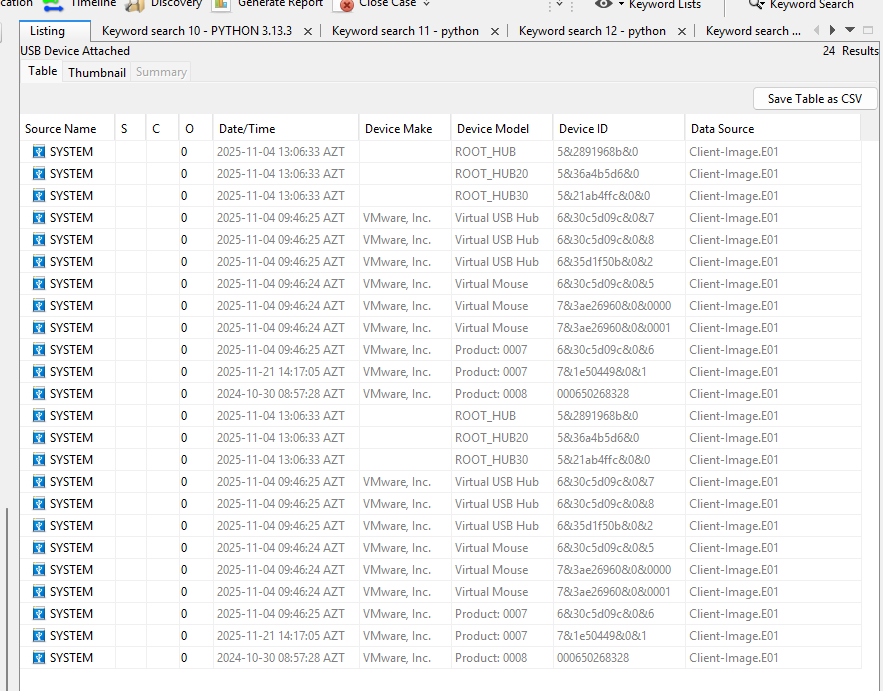 cation Timeline Discovery Generate Report Close Case Keyword Lists Keyword Search
Listing Keyword search 10 - PYTHON 3.13.3 × Keyword search 11 - python × Keyword search 12 - python × Keyword search ...
USB Device Attached 24 Results
Table Thumbnail Summary
Save Table as CSV
Source Name S C O Date/Time Device Make Device Model Device ID Data Source
SYSTEM 0 2025-11-04 13:06:33 AZT ROOT_HUB 5&2891968b&0 Client-Image.E01
SYSTEM 0 2025-11-04 13:06:33 AZT ROOT_HUB20 5&36a4b5d6&0 Client-Image.E01
SYSTEM 0 2025-11-04 13:06:33 AZT ROOT_HUB30 5&21ab4ffc&0&0 Client-Image.E01
SYSTEM 0 2025-11-04 09:46:25 AZT VMware, Inc. Virtual USB Hub 6&30c5d09c&0&7 Client-Image.E01
SYSTEM 0 2025-11-04 09:46:25 AZT VMware, Inc. Virtual USB Hub 6&30c5d09c&0&8 Client-Image.E01
SYSTEM 0 2025-11-04 09:46:25 AZT VMware, Inc. Virtual USB Hub 6&35d1f50b&0&2 Client-Image.E01
SYSTEM 0 2025-11-04 09:46:24 AZT VMware, Inc. Virtual Mouse 6&30c5d09c&0&5 Client-Image.E01
SYSTEM 0 2025-11-04 09:46:24 AZT VMware, Inc. Virtual Mouse 7&3ae26960&0&0000 Client-Image.E01
SYSTEM 0 2025-11-04 09:46:24 AZT VMware, Inc. Virtual Mouse 7&3ae26960&0&0001 Client-Image.E01
SYSTEM 0 2025-11-04 09:46:25 AZT VMware, Inc. Product: 0007 6&30c5d09c&0&6 Client-Image.E01
SYSTEM 0 2025-11-21 14:17:05 AZT VMware, Inc. Product: 0007 7&1e50449&0&1 Client-Image.E01
SYSTEM 0 2024-10-30 08:57:28 AZT VMware, Inc. Product: 0008 000650268328 Client-Image.E01
SYSTEM 0 2025-11-04 13:06:33 AZT ROOT_HUB 5&2891968b&0 Client-Image.E01
SYSTEM 0 2025-11-04 13:06:33 AZT ROOT_HUB20 5&36a4b5d6&0 Client-Image.E01
SYSTEM 0 2025-11-04 13:06:33 AZT ROOT_HUB30 5&21ab4ffc&0&0 Client-Image.E01
SYSTEM 0 2025-11-04 09:46:25 AZT VMware, Inc. Virtual USB Hub 6&30c5d09c&0&7 Client-Image.E01
SYSTEM 0 2025-11-04 09:46:25 AZT VMware, Inc. Virtual USB Hub 6&30c5d09c&0&8 Client-Image.E01
SYSTEM 0 2025-11-04 09:46:25 AZT VMware, Inc. Virtual USB Hub 6&35d1f50b&0&2 Client-Image.E01
SYSTEM 0 2025-11-04 09:46:24 AZT VMware, Inc. Virtual Mouse 6&30c5d09c&0&5 Client-Image.E01
SYSTEM 0 2025-11-04 09:46:24 AZT VMware, Inc. Virtual Mouse 7&3ae26960&0&0000 Client-Image.E01
SYSTEM 0 2025-11-04 09:46:24 AZT VMware, Inc. Virtual Mouse 7&3ae26960&0&0001 Client-Image.E01
SYSTEM 0 2025-11-04 09:46:25 AZT VMware, Inc. Product: 0007 6&30c5d09c&0&6 Client-Image.E01
SYSTEM 0 2025-11-21 14:17:05 AZT VMware, Inc. Product: 0007 7&1e50449&0&1 Client-Image.E01
SYSTEM 0 2024-10-30 08:57:28 AZT VMware, Inc. Product: 0008 000650268328 Client-Image.E01